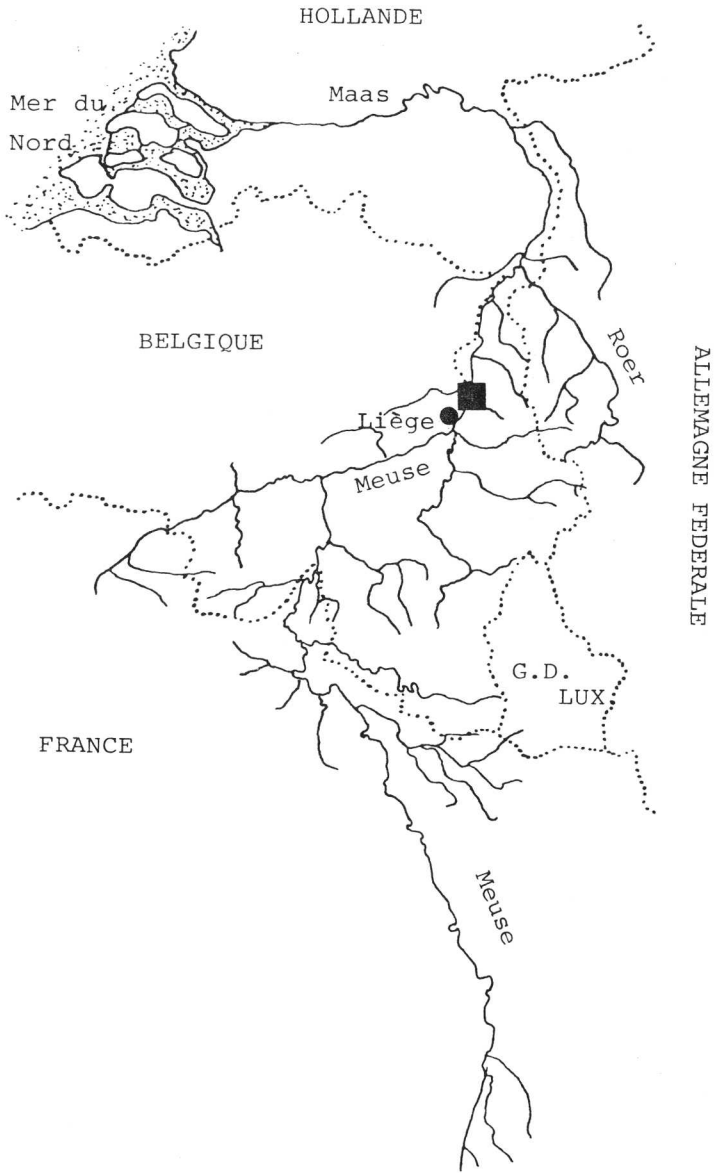 HOLLANDE
Maas
Mer du
Nord
BELGIQUE
Roer
ALLEMAGNE FEDERALE
Liège
Meuse
G.D.
LUX
FRANCE
Meuse